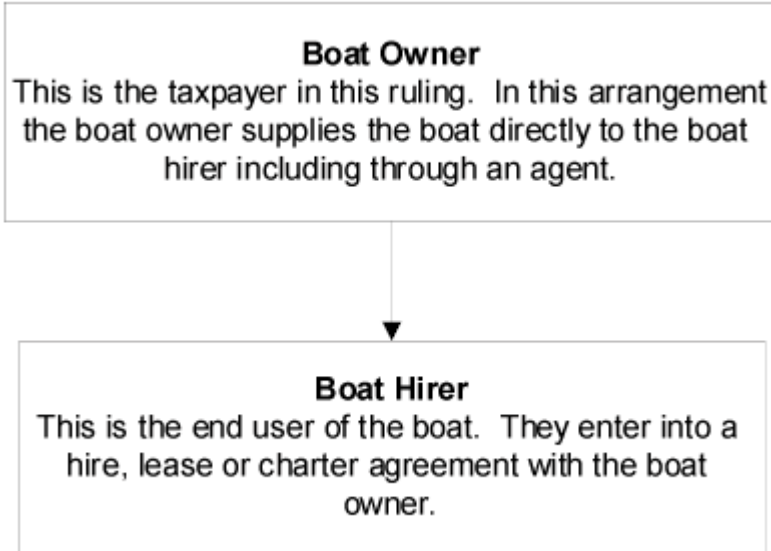 Boat Owner
This is the taxpayer in this ruling.  In this arrangement
the boat owner supplies the boat directly to the boat
hirer including through an agent.
Boat Hirer
This is the end user of the boat.  They enter into a
hire, lease or charter agreement with the boat
owner.